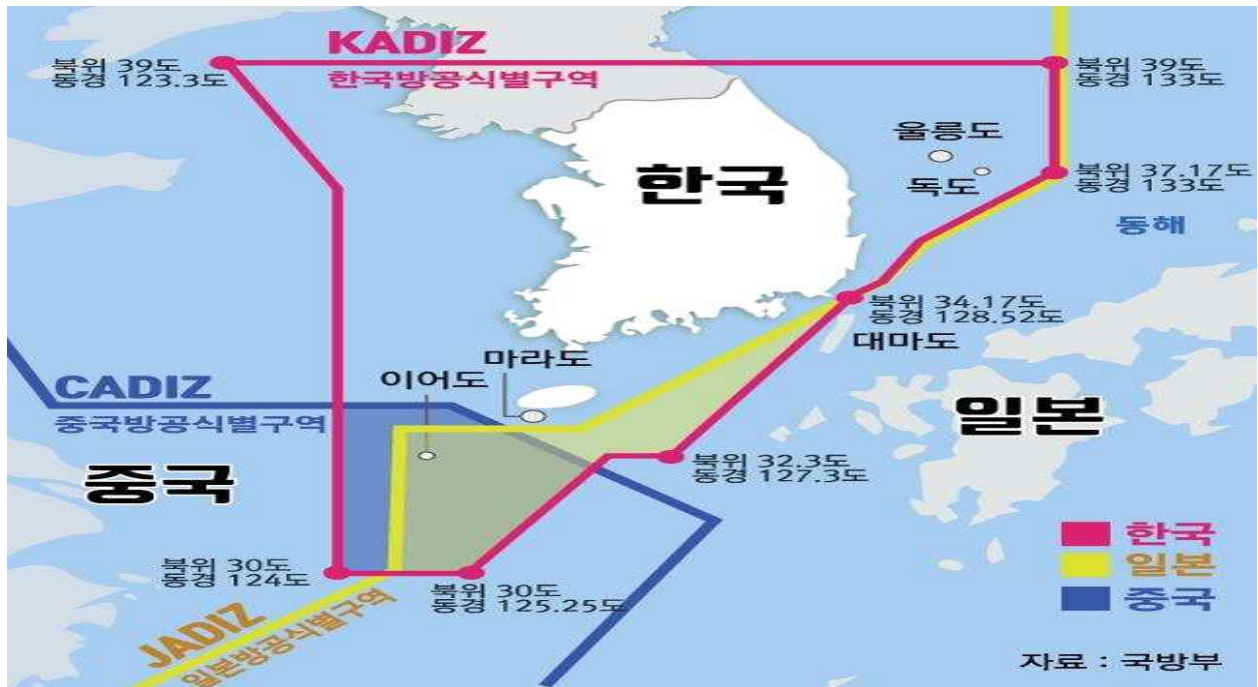 KADIZ
한국방공식별구역
북위 39도
동경 123.3도
북위 39도
동경 133도
울릉도
독도
북위 37.17도
동경 133도
한국
동해
북위 34.17도
동경 128.52도
대마도
마라도
이어도
CADIZ
중국방공식별구역
일본
중국
북위 32.3도
동경 127.3도
북위 30도
동경 124도
북위 30도
동경 125.25도
JADIZ
일본방공식별구역
한국
일본
중국
자료 : 국방부